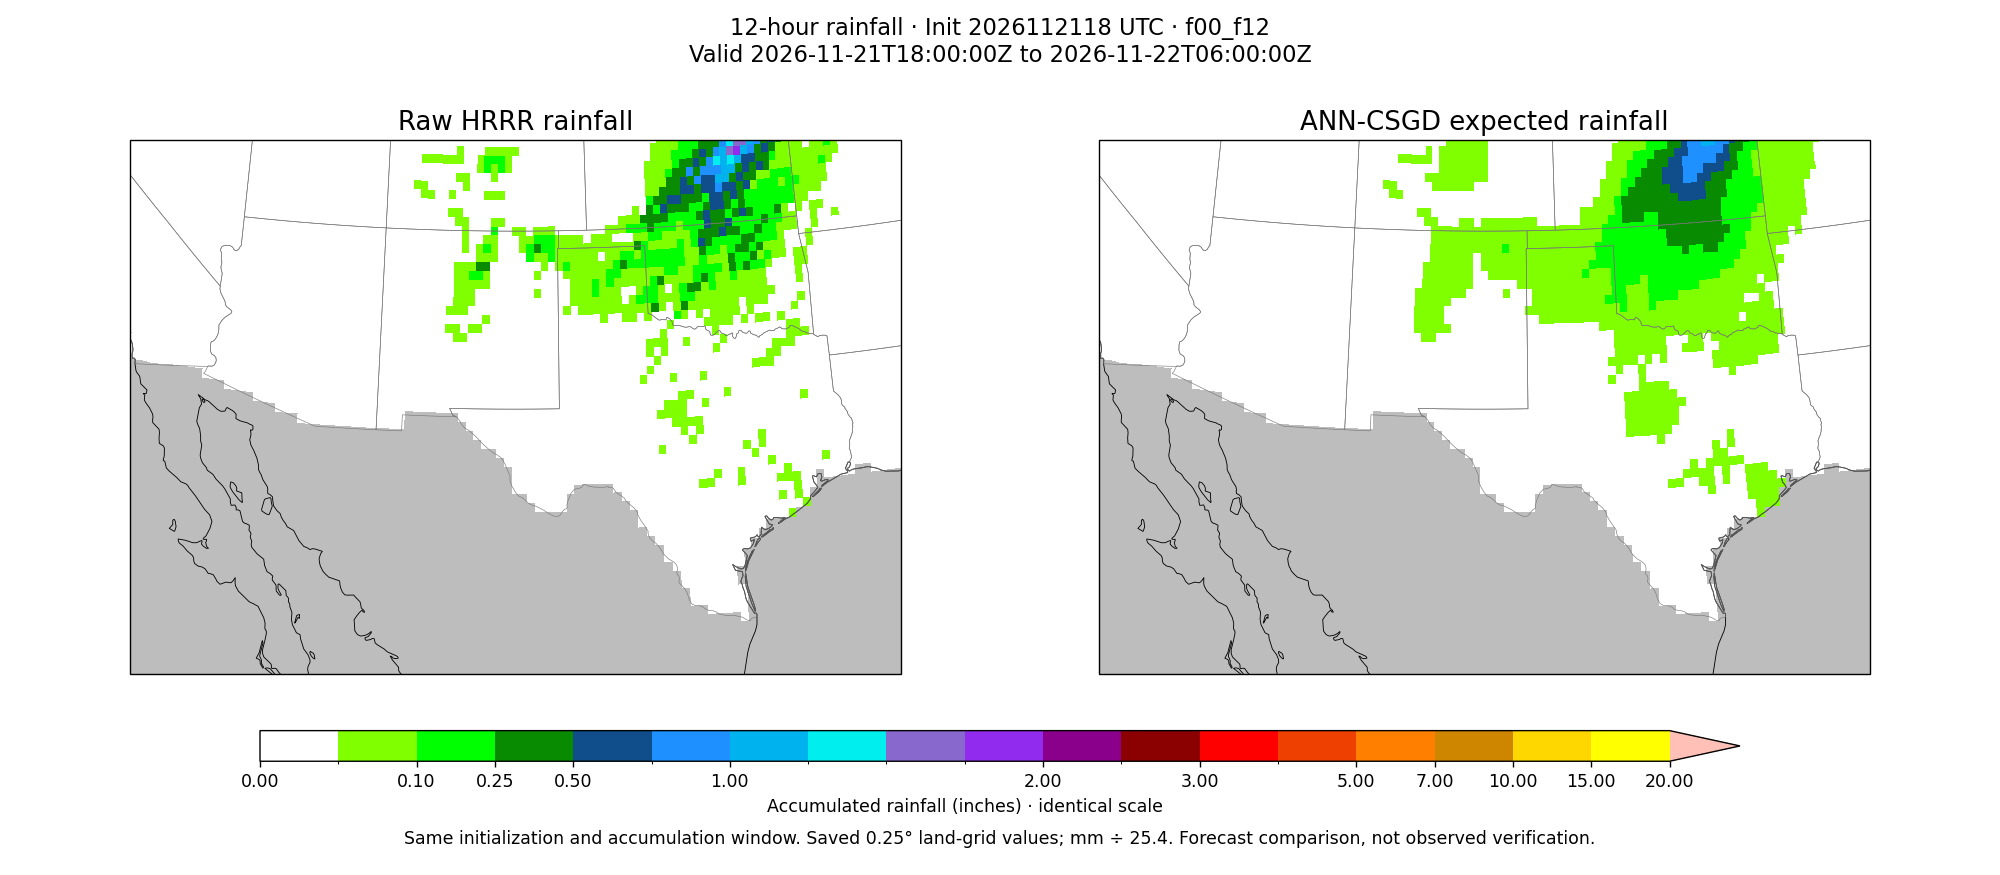 12-hour rainfall · Init 2026112118 UTC · f00_f12
Valid 2026-11-21T18:00:00Z to 2026-11-22T06:00:00Z
Raw HRRR rainfall
ANN-CSGD expected rainfall
0.00 0.10 0.25 0.50 1.00 2.00 3.00 5.00 7.00 10.00 15.00 20.00
Accumulated rainfall (inches) · identical scale
Same initialization and accumulation window. Saved 0.25° land-grid values; mm ÷ 25.4. Forecast comparison, not observed verification.